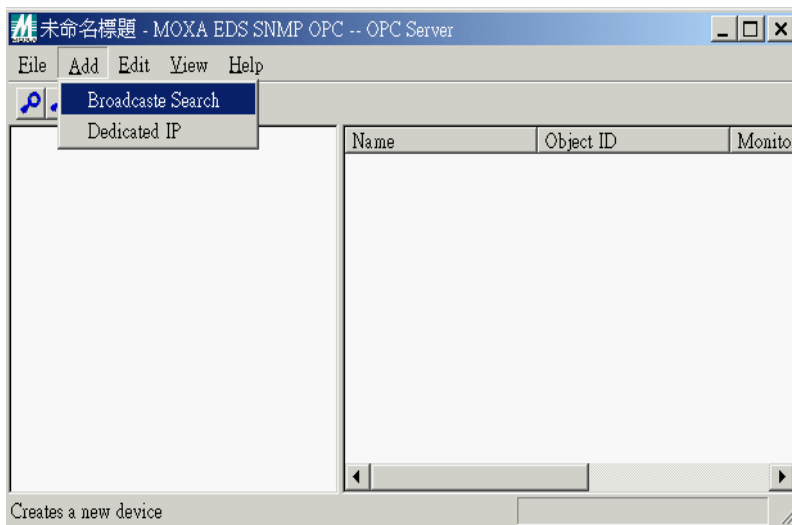 未命名標題 - MOXA EDS SNMP OPC -- OPC Server
File Add Edit View Help
Broadcaste Search
Dedicated IP
Name Object ID Monito
Creates a new device